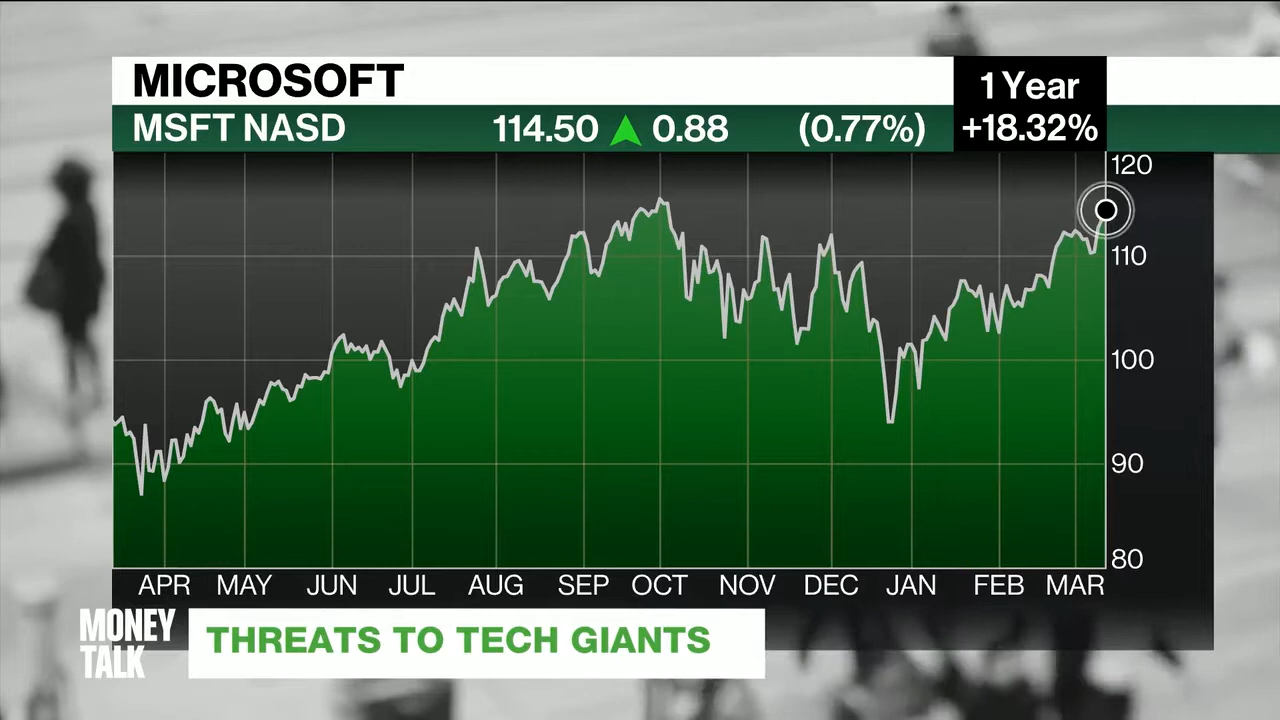 MICROSOFT
1 Year
MSFT NASD 114.50 ▲ 0.88 (0.77%) +18.32%
120
110
100
90
80
APR MAY JUN JUL AUG SEP OCT NOV DEC JAN FEB MAR
MONEY
TALK
THREATS TO TECH GIANTS